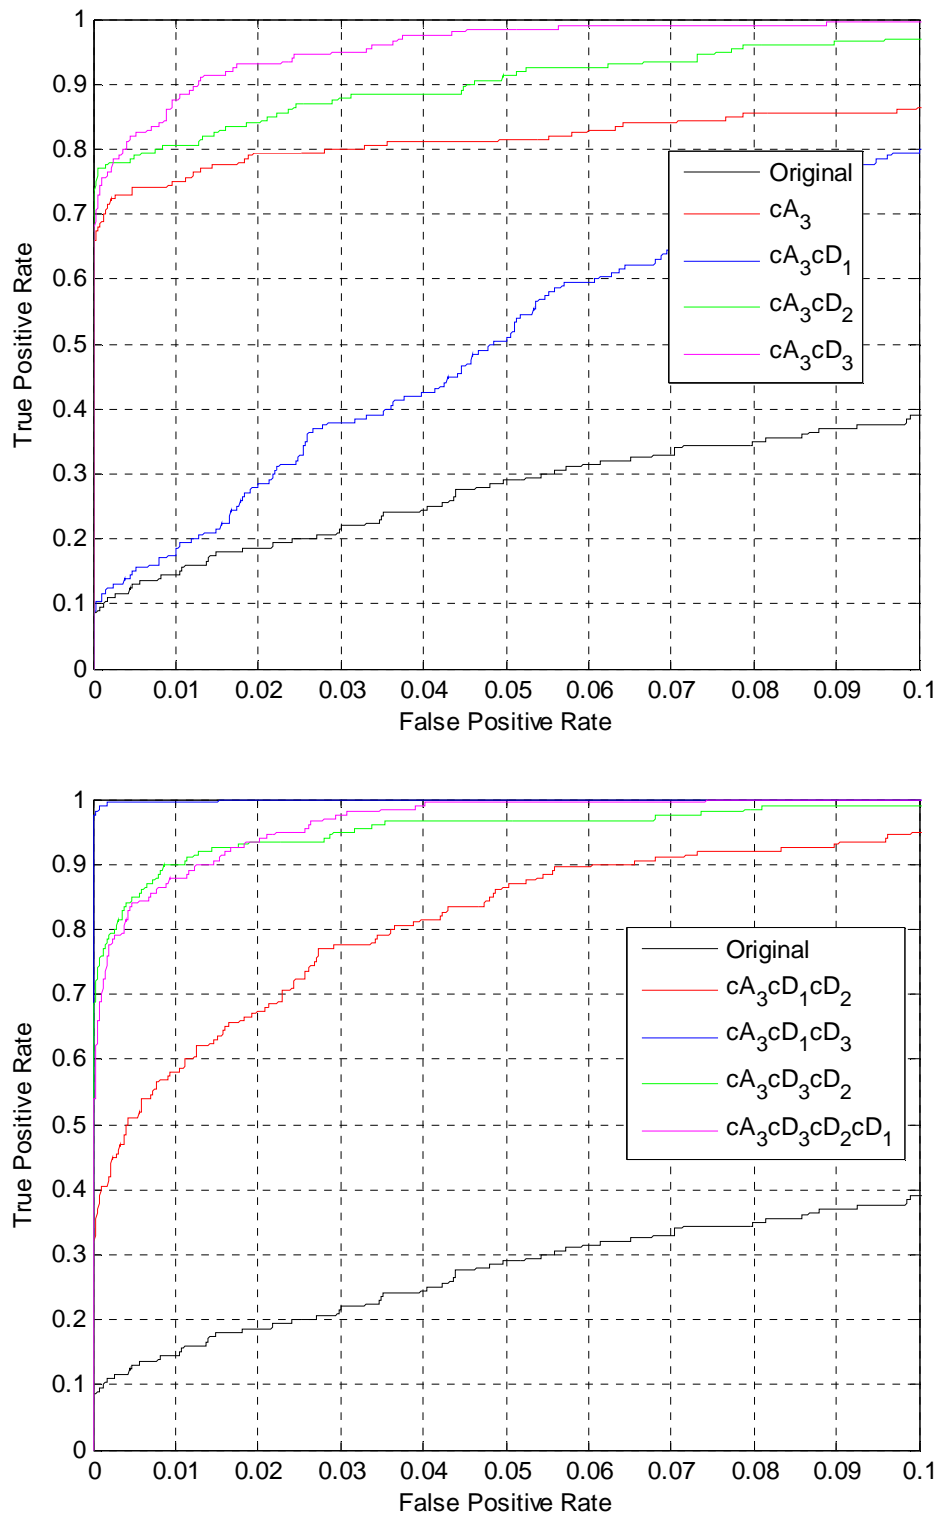 1
0.9
0.8
0.7
0.6
0.5
0.4
0.3
0.2
0.1
0
True Positive Rate
Original
cA3
cA3cD1
cA3cD2
cA3cD3
0 0.01 0.02 0.03 0.04 0.05 0.06 0.07 0.08 0.09 0.1
False Positive Rate
1
0.9
0.8
0.7
0.6
0.5
0.4
0.3
0.2
0.1
0
True Positive Rate
Original
cA3cD1cD2
cA3cD1cD3
cA3cD3cD2
cA3cD3cD2cD1
0 0.01 0.02 0.03 0.04 0.05 0.06 0.07 0.08 0.09 0.1
False Positive Rate